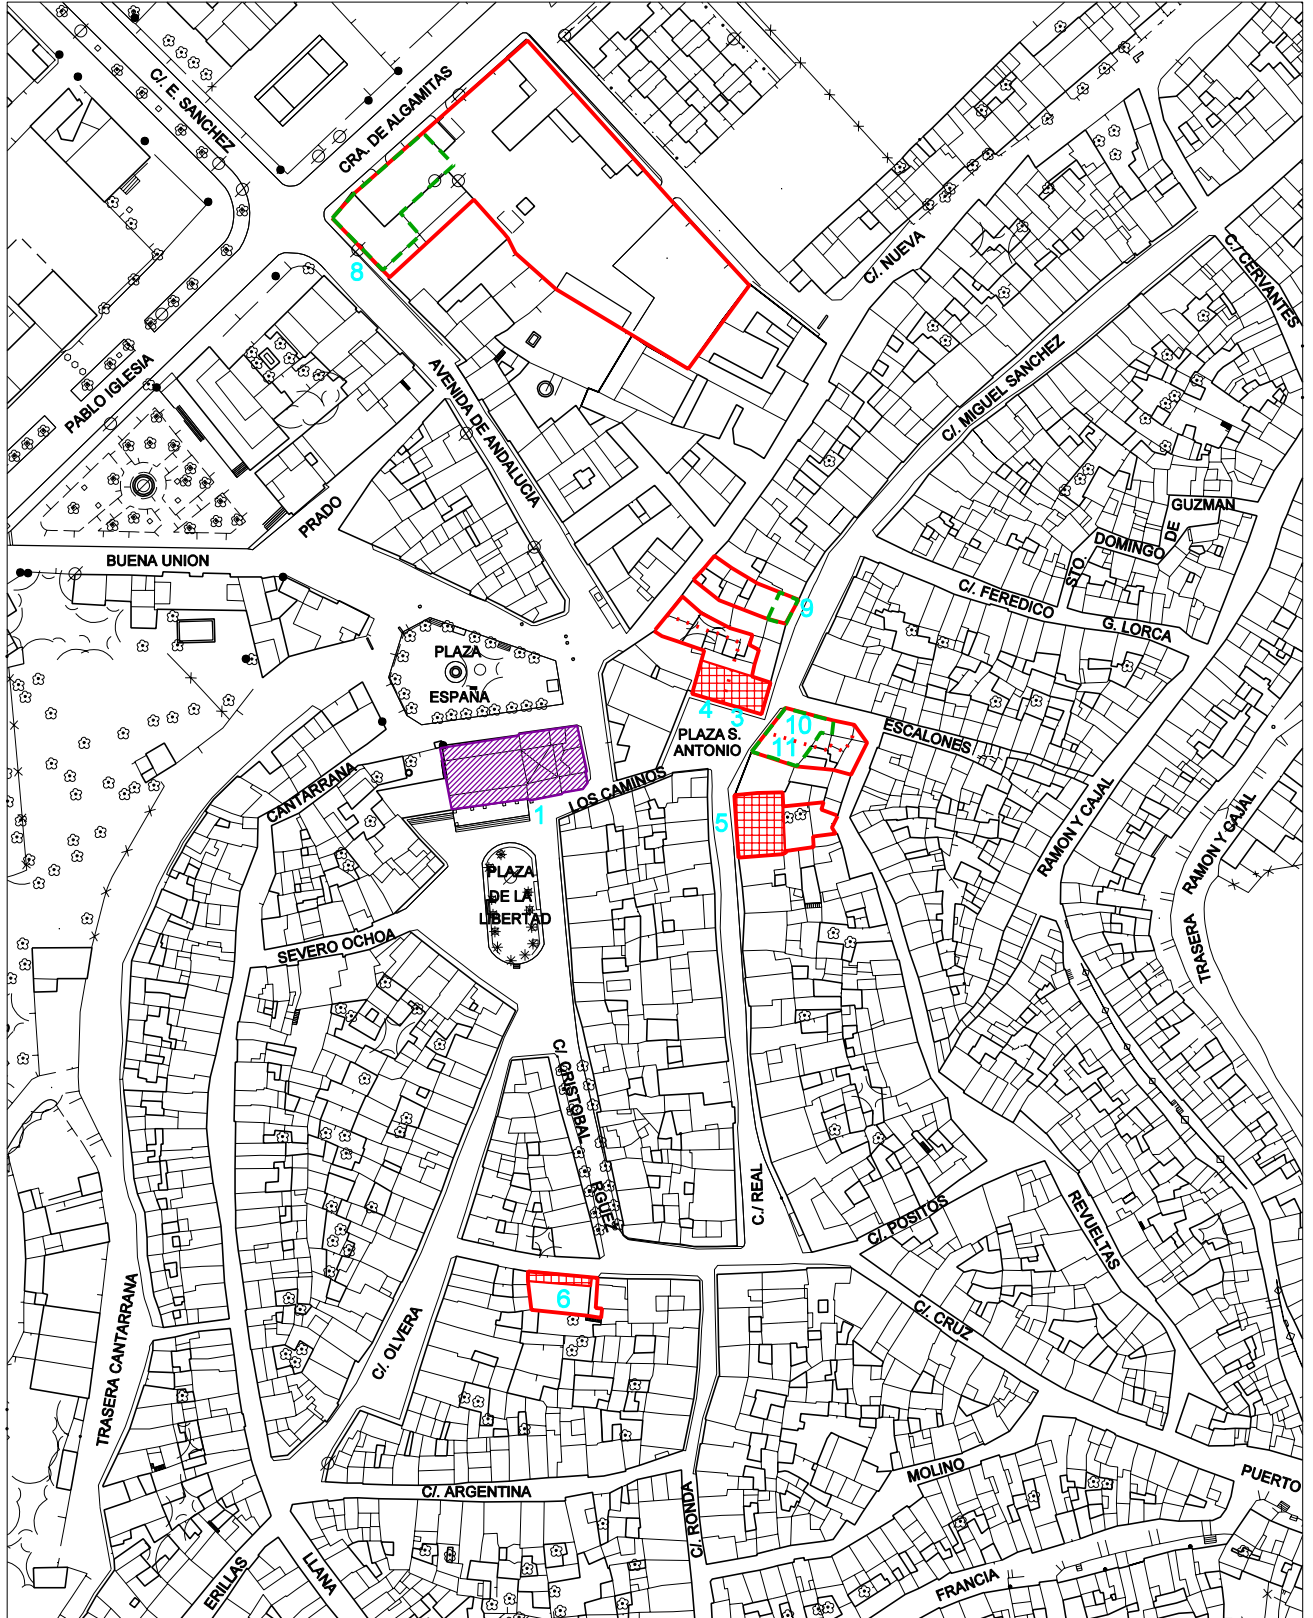 C/. E. SANCHEZ
CRA. DE ALGAMITAS
8
C/. NUEVA
C/. CERVANTES
C/. MIGUEL SANCHEZ
PABLO IGLESIA
AVENIDA DE ANDALUCIA
PRADO
GUZMAN
DE
DOMINGO
STO.
BUENA UNION
C/. FEREDICO
G. LORCA
9
PLAZA
ESPAÑA
4
3
10
11
PLAZA S.
ANTONIO
ESCALONES
CANTARRANA
LOS CAMINOS
1
5
RAMON Y CAJAL
RAMON Y CAJAL
TRASERA
PLAZA
DE LA
LIBERTAD
SEVERO OCHOA
C/. CRISTOBAL
RGUEZ
C./ REAL
C/. POSITOS
REVUELTAS
6
C/. CRUZ
C/. OLVERA
TRASERA CANTARRANA
MOLINO
PUERTO
C/. ARGENTINA
C/. RONDA
ERILLAS
LLANA
FRANCIA